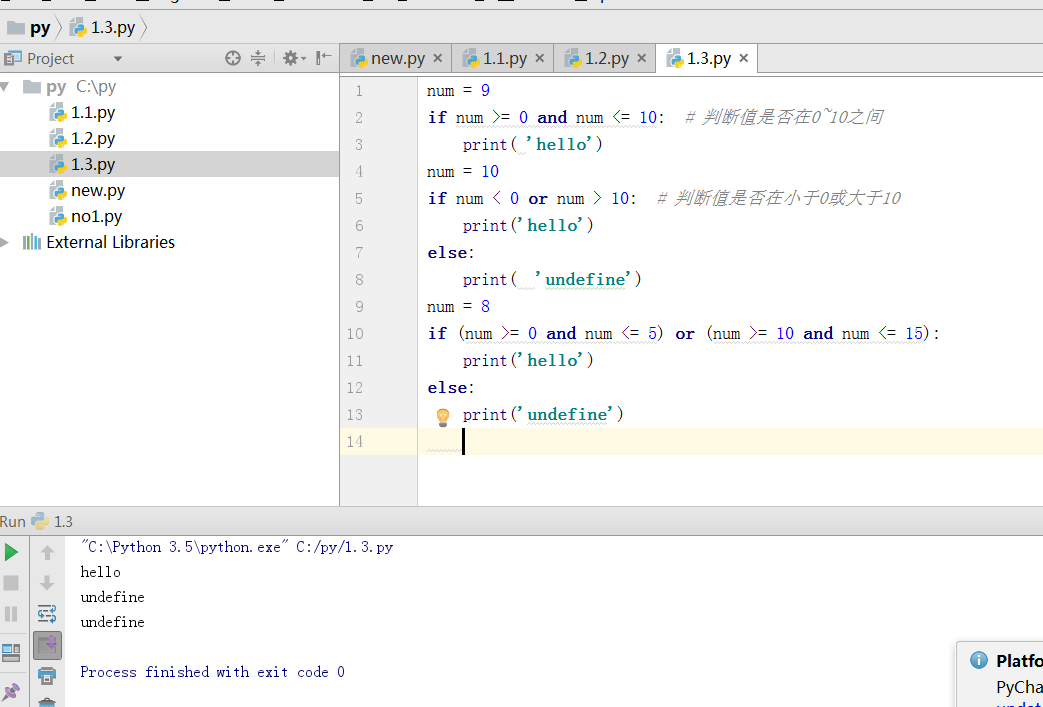 py
1.3.py
Project
new.py
1.1.py
1.2.py
1.3.py
py C:\py
1.1.py
1.2.py
1.3.py
new.py
no1.py
External Libraries
1 num = 9
2 if num >= 0 and num <= 10:  # 判断值是否在0~10之间
3     print( 'hello')
4 num = 10
5 if num < 0 or num > 10:  # 判断值是否在小于0或大于10
6     print('hello')
7 else:
8     print(  'undefine')
9 num = 8
10 if (num >= 0 and num <= 5) or (num >= 10 and num <= 15):
11     print('hello')
12 else:
13     print('undefine')
14
Run 1.3
"C:\Python 3.5\python.exe" C:/py/1.3.py
hello
undefine
undefine
Process finished with exit code 0
Platfo
PyCha